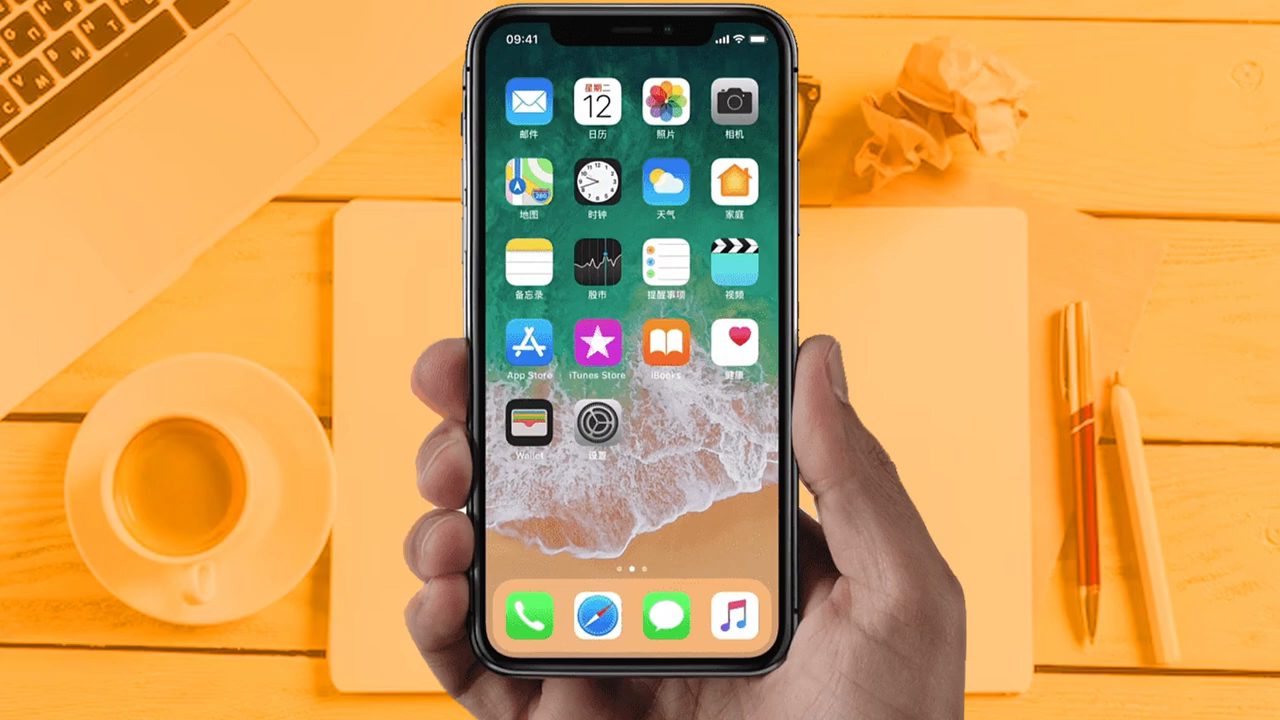 09:41
星期二
12
邮件 日历 照片 相机
280
地图 时钟 天气 家庭
备忘录 股市 提醒事项 视频
App Store iTunes Store iBooks 健康
Wallet 设置